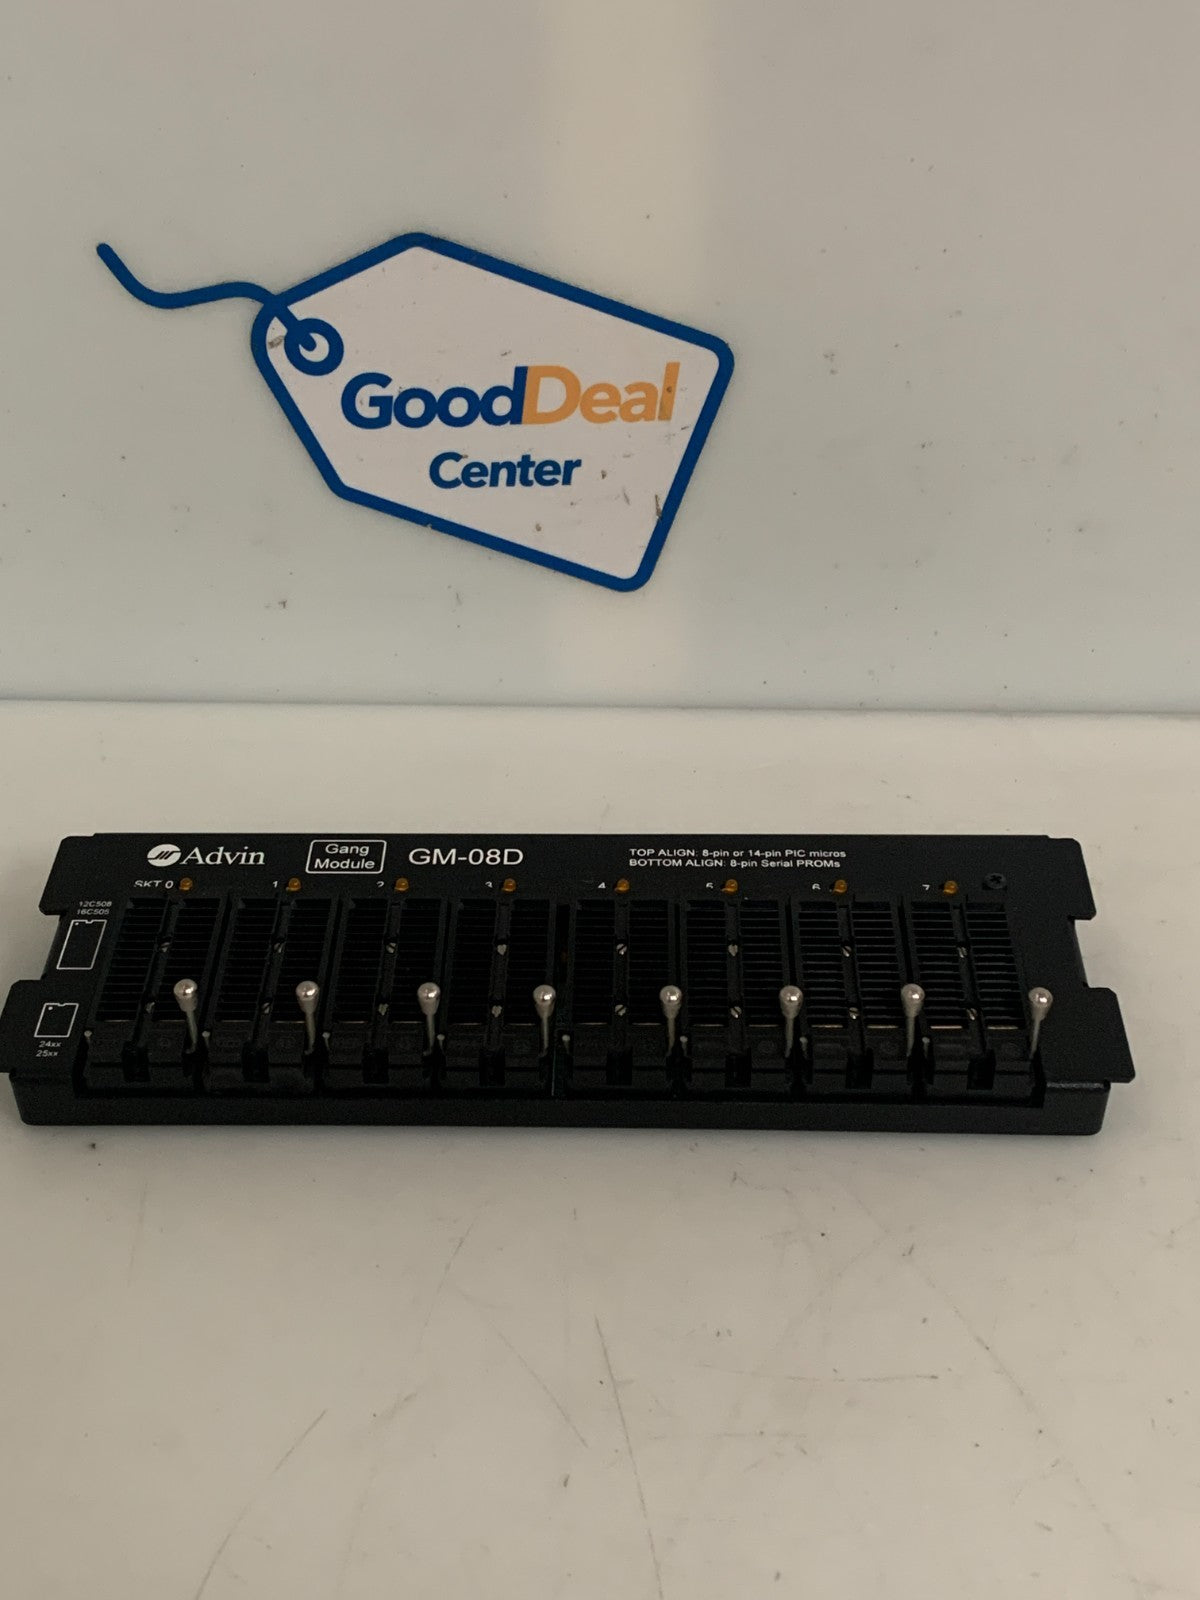 GoodDeal
Center
Advin
Gang
Module
GM-08D
TOP ALIGN: 8-pin or 14-pin PIC micros
BOTTOM ALIGN: 8-pin Serial PROMs
SKT 0 1 2 3 4 5 6 7
12C508
16C505
24xx
25xx